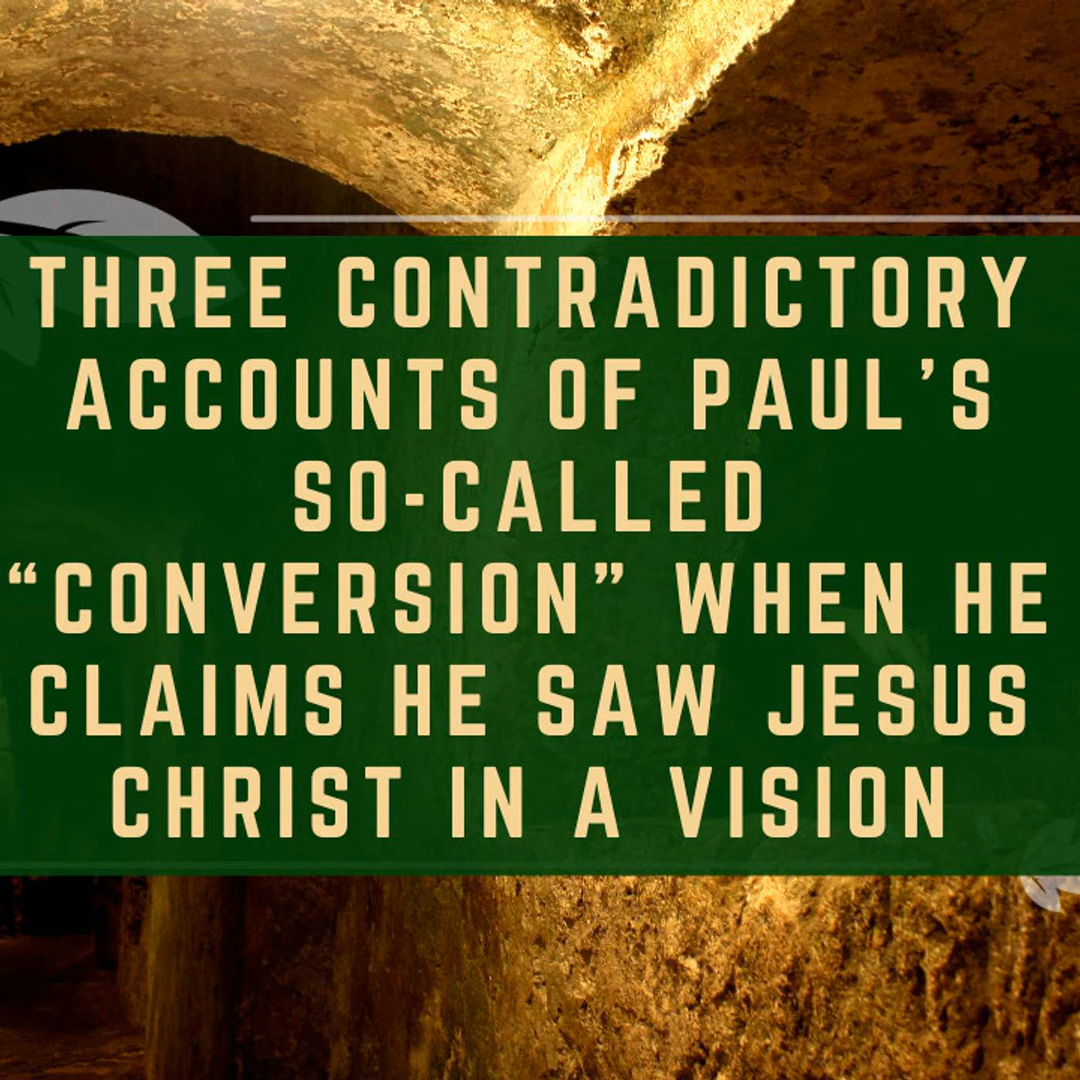 THREE CONTRADICTORY
ACCOUNTS OF PAUL’S
SO-CALLED
“CONVERSION” WHEN HE
CLAIMS HE SAW JESUS
CHRIST IN A VISION